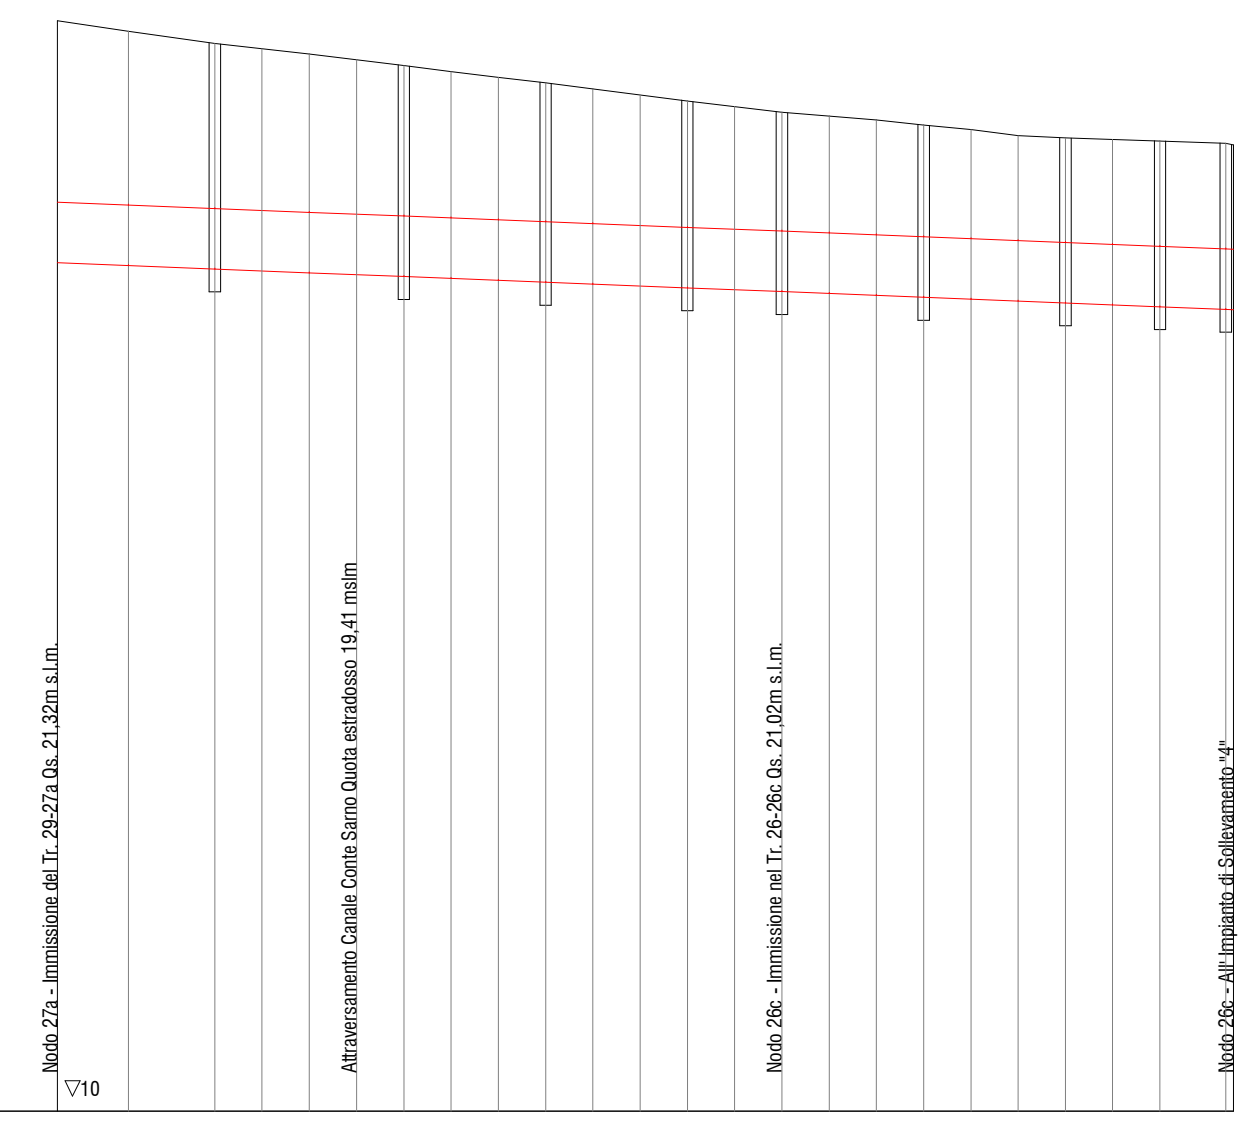 Nodo 27a - Immissione del Tr. 29-27a Qs. 21,32m s.l.m.
Attraversamento Canale Conte Sarno Quota estradosso 19,41 mslm
Nodo 26c - Immissione nel Tr. 26-26c Qs. 21,02m s.l.m.
Nodo 26c - All' Impianto di Sollevamento "4"
▽10